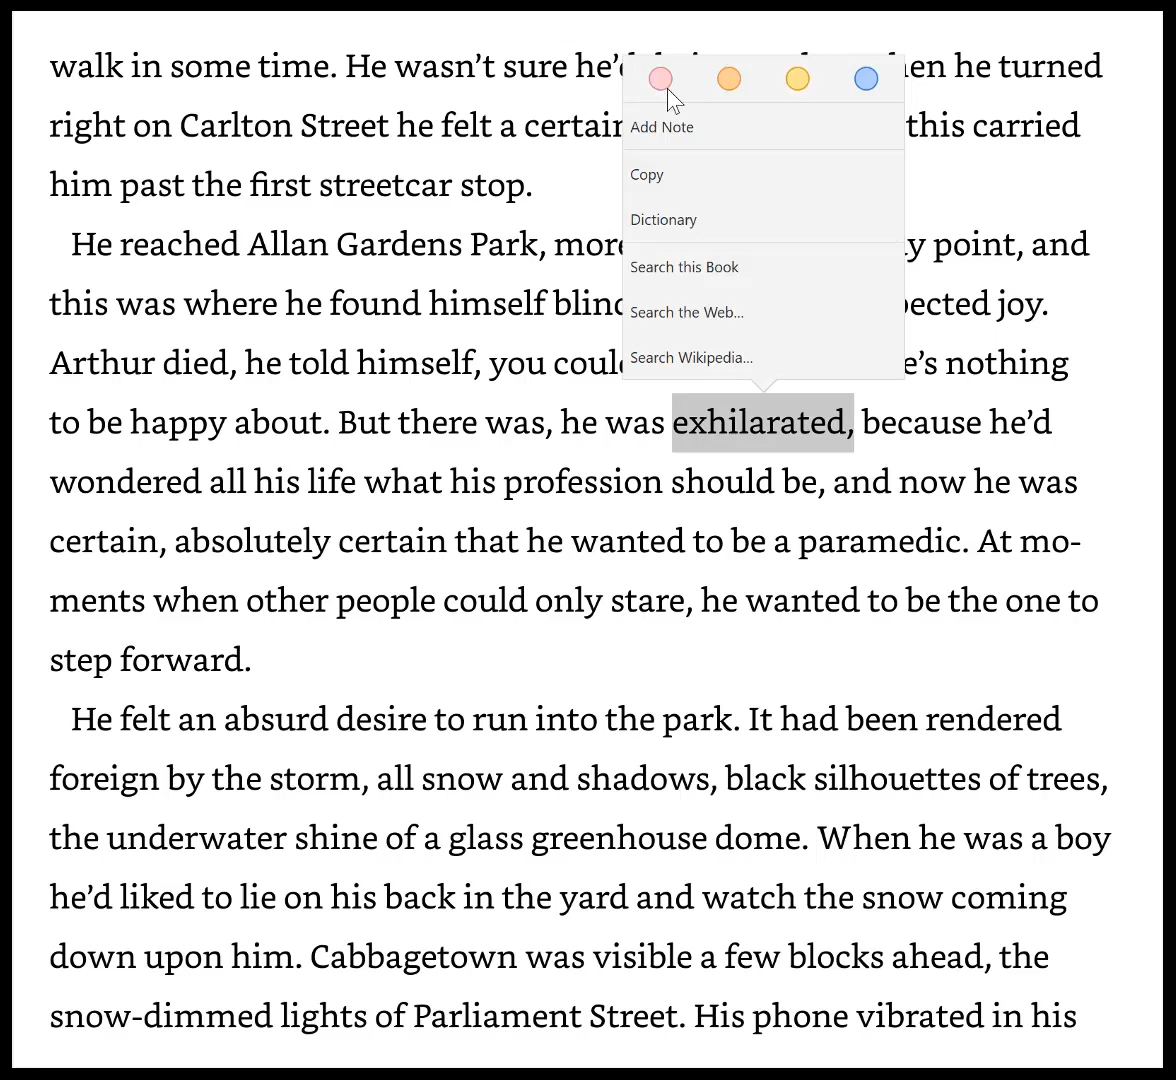 walk in some time. He wasn’t sure he’d
en he turned
right on Carlton Street he felt a certain
this carried
him past the first streetcar stop.
He reached Allan Gardens Park, more
y point, and
this was where he found himself blind
pected joy.
Arthur died, he told himself, you could
e’s nothing
to be happy about. But there was, he was exhilarated, because he’d
wondered all his life what his profession should be, and now he was
certain, absolutely certain that he wanted to be a paramedic. At mo-
ments when other people could only stare, he wanted to be the one to
step forward.
He felt an absurd desire to run into the park. It had been rendered
foreign by the storm, all snow and shadows, black silhouettes of trees,
the underwater shine of a glass greenhouse dome. When he was a boy
he’d liked to lie on his back in the yard and watch the snow coming
down upon him. Cabbagetown was visible a few blocks ahead, the
snow-dimmed lights of Parliament Street. His phone vibrated in his
Add Note
Copy
Dictionary
Search this Book
Search the Web...
Search Wikipedia...